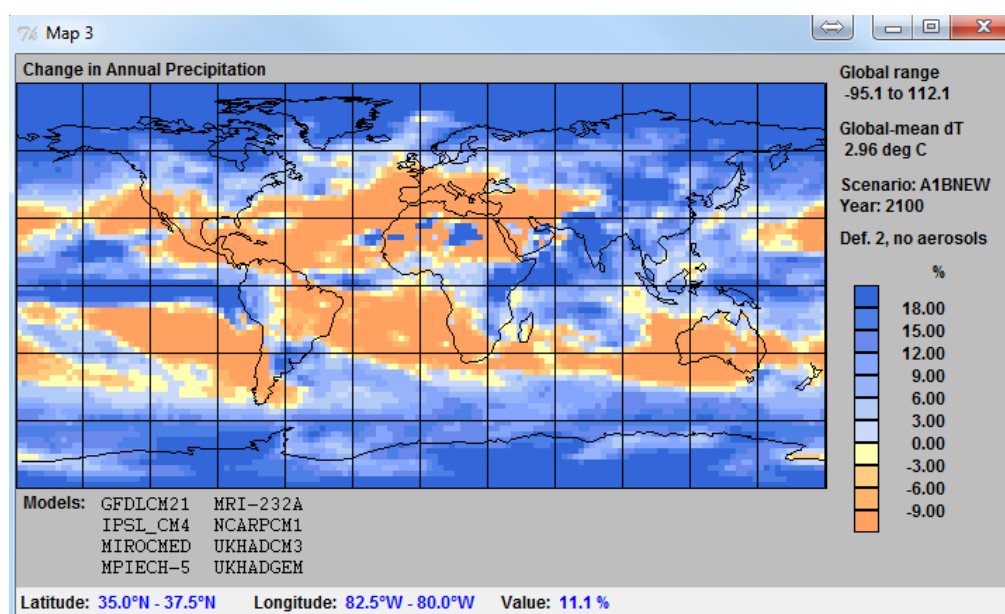 Map 3
Change in Annual Precipitation
Global range
-95.1 to 112.1
Global-mean dT
2.96 deg C
Scenario: A1BNEW
Year: 2100
Def. 2, no aerosols
%
18.00
15.00
12.00
9.00
6.00
3.00
0.00
-3.00
-6.00
-9.00
Models: GFDLCM21 MRI-232A
IPSL_CM4 NCARPCM1
MIROCMED UKHADCM3
MPIECH-5 UKHADGEM
Latitude: 35.0°N - 37.5°N Longitude: 82.5°W - 80.0°W Value: 11.1 %